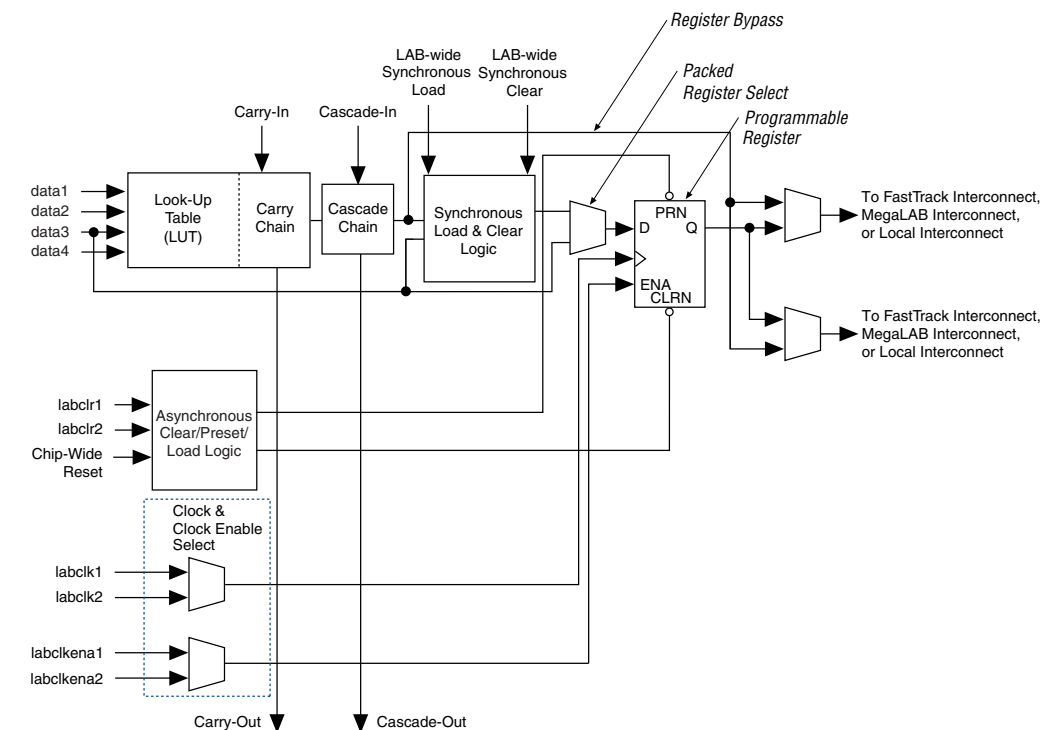 Register Bypass
LAB-wide
Synchronous
Load
LAB-wide
Synchronous
Clear
Packed
Register Select
Programmable
Register
Carry-In
Cascade-In
data1
data2
data3
data4
Look-Up
Table
(LUT)
Carry
Chain
Cascade
Chain
Synchronous
Load & Clear
Logic
PRN
D
Q
ENA
CLRN
To FastTrack Interconnect,
MegaLAB Interconnect,
or Local Interconnect
To FastTrack Interconnect,
MegaLAB Interconnect,
or Local Interconnect
labclr1
labclr2
Chip-Wide
Reset
Asynchronous
Clear/Preset/
Load Logic
Clock &
Clock Enable
Select
labclk1
labclk2
labclkena1
labclkena2
Carry-Out
Cascade-Out